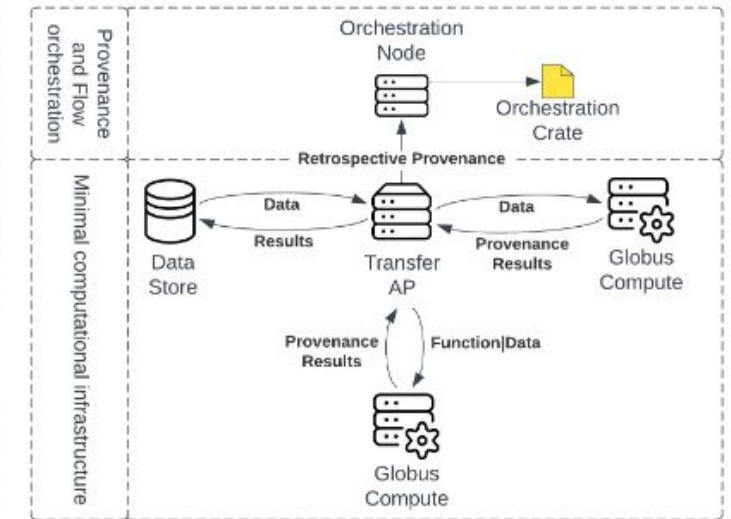 Provenance
and Flow
orchestration
Orchestration
Node
Orchestration
Crate
Retrospective Provenance
Minimal computational infrastructure
Data
Results
Data
Store
Transfer
AP
Data
Provenance
Results
Globus
Compute
Provenance
Results
Function|Data
Globus
Compute